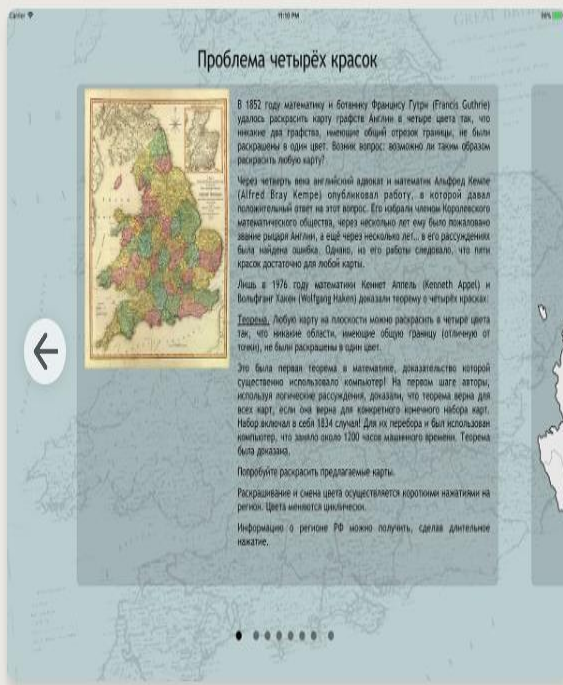 Carrier
11:10 PM
98%
GREAT BRIT
Проблема четырёх красок
В 1852 году математику и ботанику Францису Гутри (Francis Guthrie)
удалось раскрасить карту графств Англии в четыре цвета так, что
никакие два графства, имеющие общий отрезок границы, не были
раскрашены в один цвет. Возник вопрос: возможно ли таким образом
раскрасить любую карту?
Через четверть века английский адвокат и математик Альфред Кемпе
(Alfred Bray Kempe) опубликовал работу, в которой давал
положительный ответ на этот вопрос. Его избрали членом Королевского
математического общества, через несколько лет ему было пожаловано
звание рыцаря Англии, а ещё через несколько лет... в его рассуждениях
была найдена ошибка. Однако, из его работы следовало, что пяти
красок достаточно для любой карты.
Лишь в 1976 году математики Кеннет Аппель (Kenneth Appel) и
Вольфганг Хакен (Wolfgang Haken) доказали теорему о четырёх красках:
Теорема. Любую карту на плоскости можно раскрасить в четыре цвета
так, что никакие области, имеющие общую границу (отличную от
точки), не были раскрашены в один цвет.
Это была первая теорема в математике, доказательство которой
существенно использовало компьютер! На первом шаге авторы,
используя логические рассуждения, доказали, что теорема верна для
всех карт, если она верна для конкретного конечного набора карт.
Набор включал в себя 1834 случая! Для их перебора и был использован
компьютер, что заняло около 1200 часов машинного времени. Теорема
была доказана.
Попробуйте раскрасить предлагаемые карты.
Раскрашивание и смена цвета осуществляется короткими нажатиями на
регион. Цвета меняются циклически.
Информацию о регионе РФ можно получить, сделав длительное
нажатие.